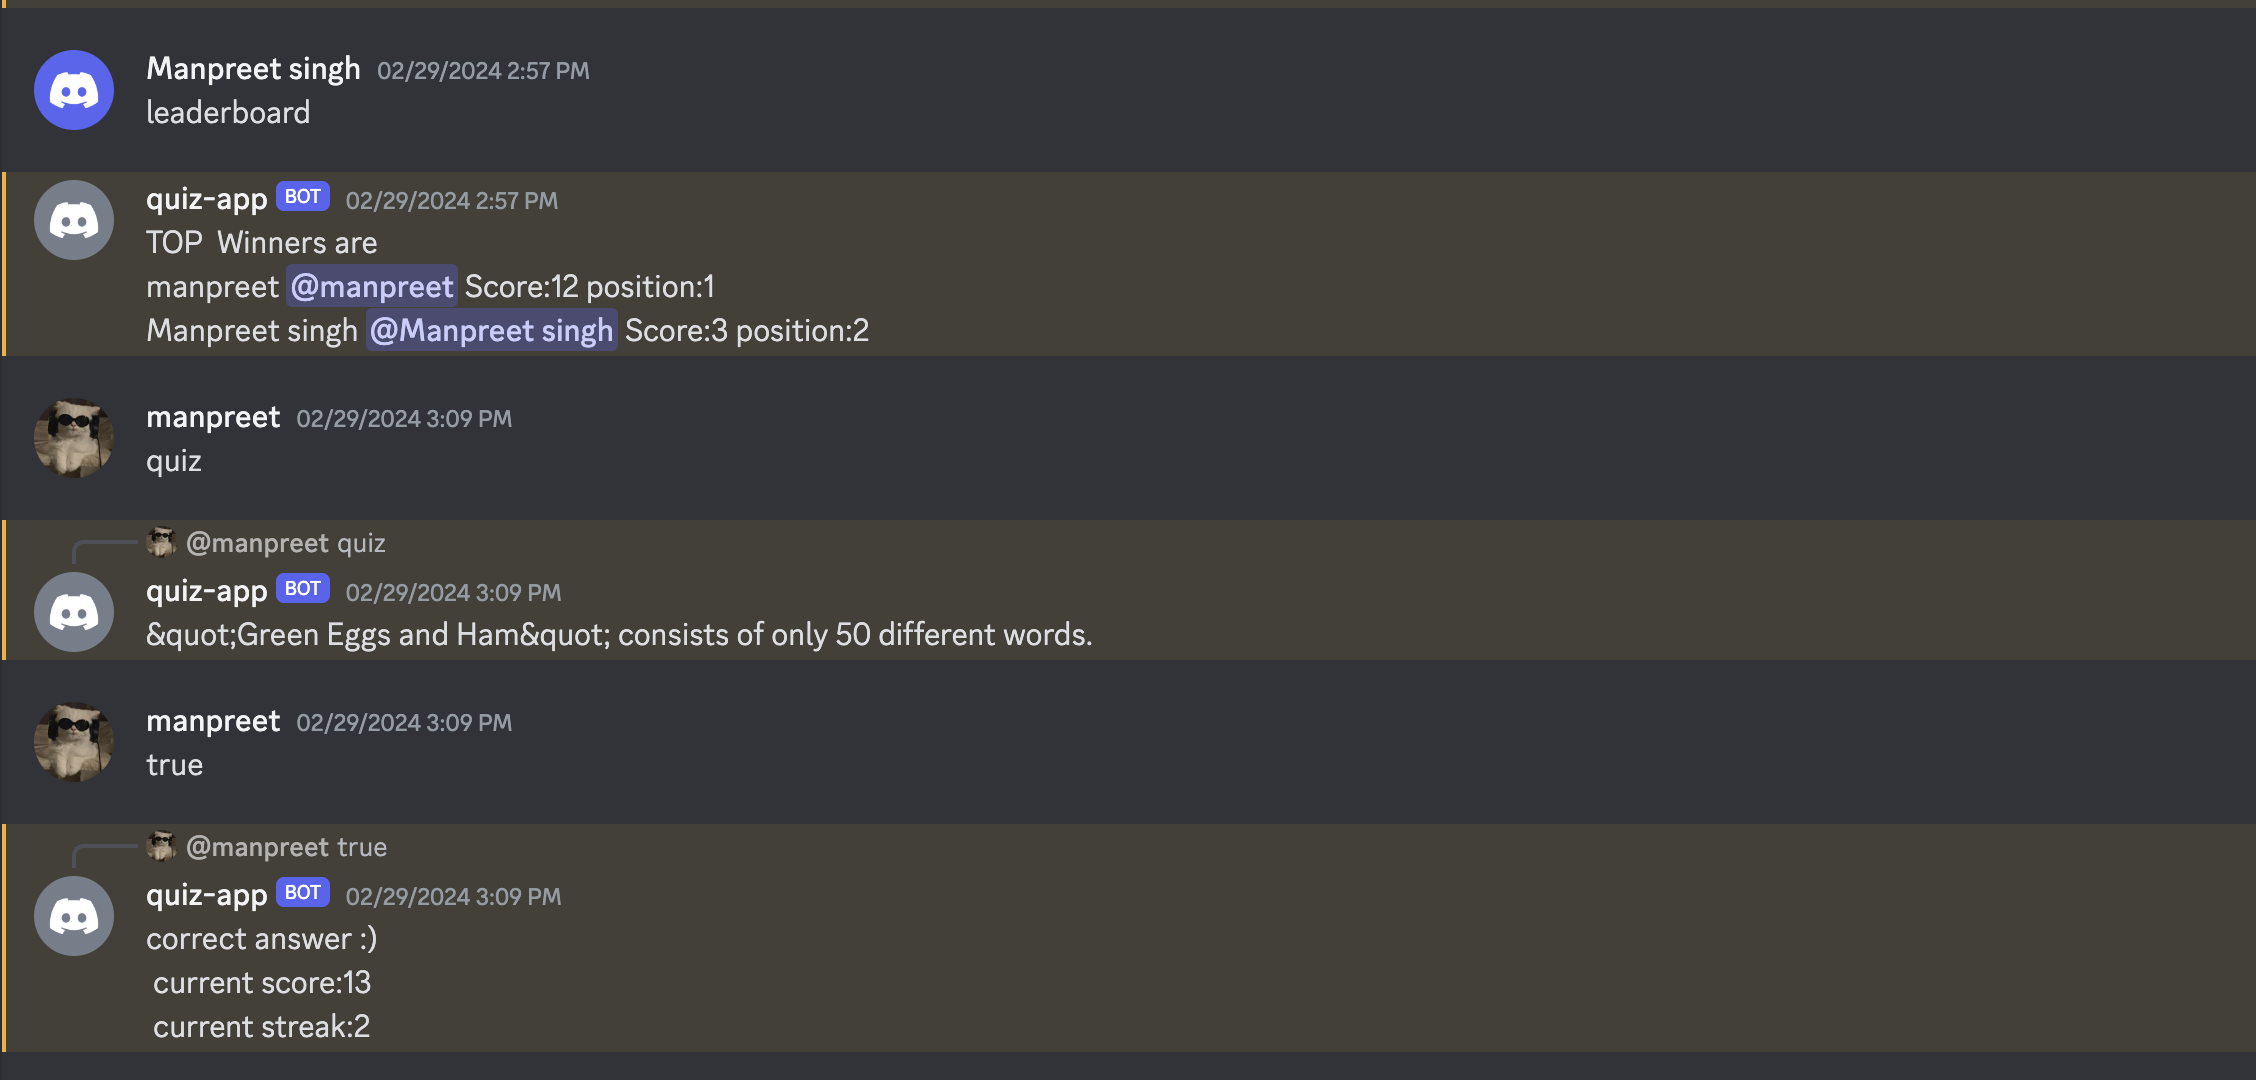 Manpreet singh 02/29/2024 2:57 PM
leaderboard
quiz-app BOT 02/29/2024 2:57 PM
TOP  Winners are
manpreet @manpreet Score:12 position:1
Manpreet singh @Manpreet singh Score:3 position:2
manpreet 02/29/2024 3:09 PM
quiz
@manpreet quiz
quiz-app BOT 02/29/2024 3:09 PM
&quot;Green Eggs and Ham&quot; consists of only 50 different words.
manpreet 02/29/2024 3:09 PM
true
@manpreet true
quiz-app BOT 02/29/2024 3:09 PM
correct answer :)
current score:13
current streak:2